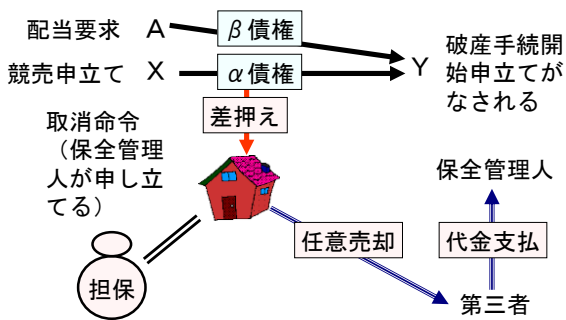 配当要求 A β債権
競売申立て X α債権 Y
破産手続開
始申立てが
なされる
差押え
取消命令
(保全管理
人が申し立
てる)
保全管理人
任意売却 代金支払
担保
第三者